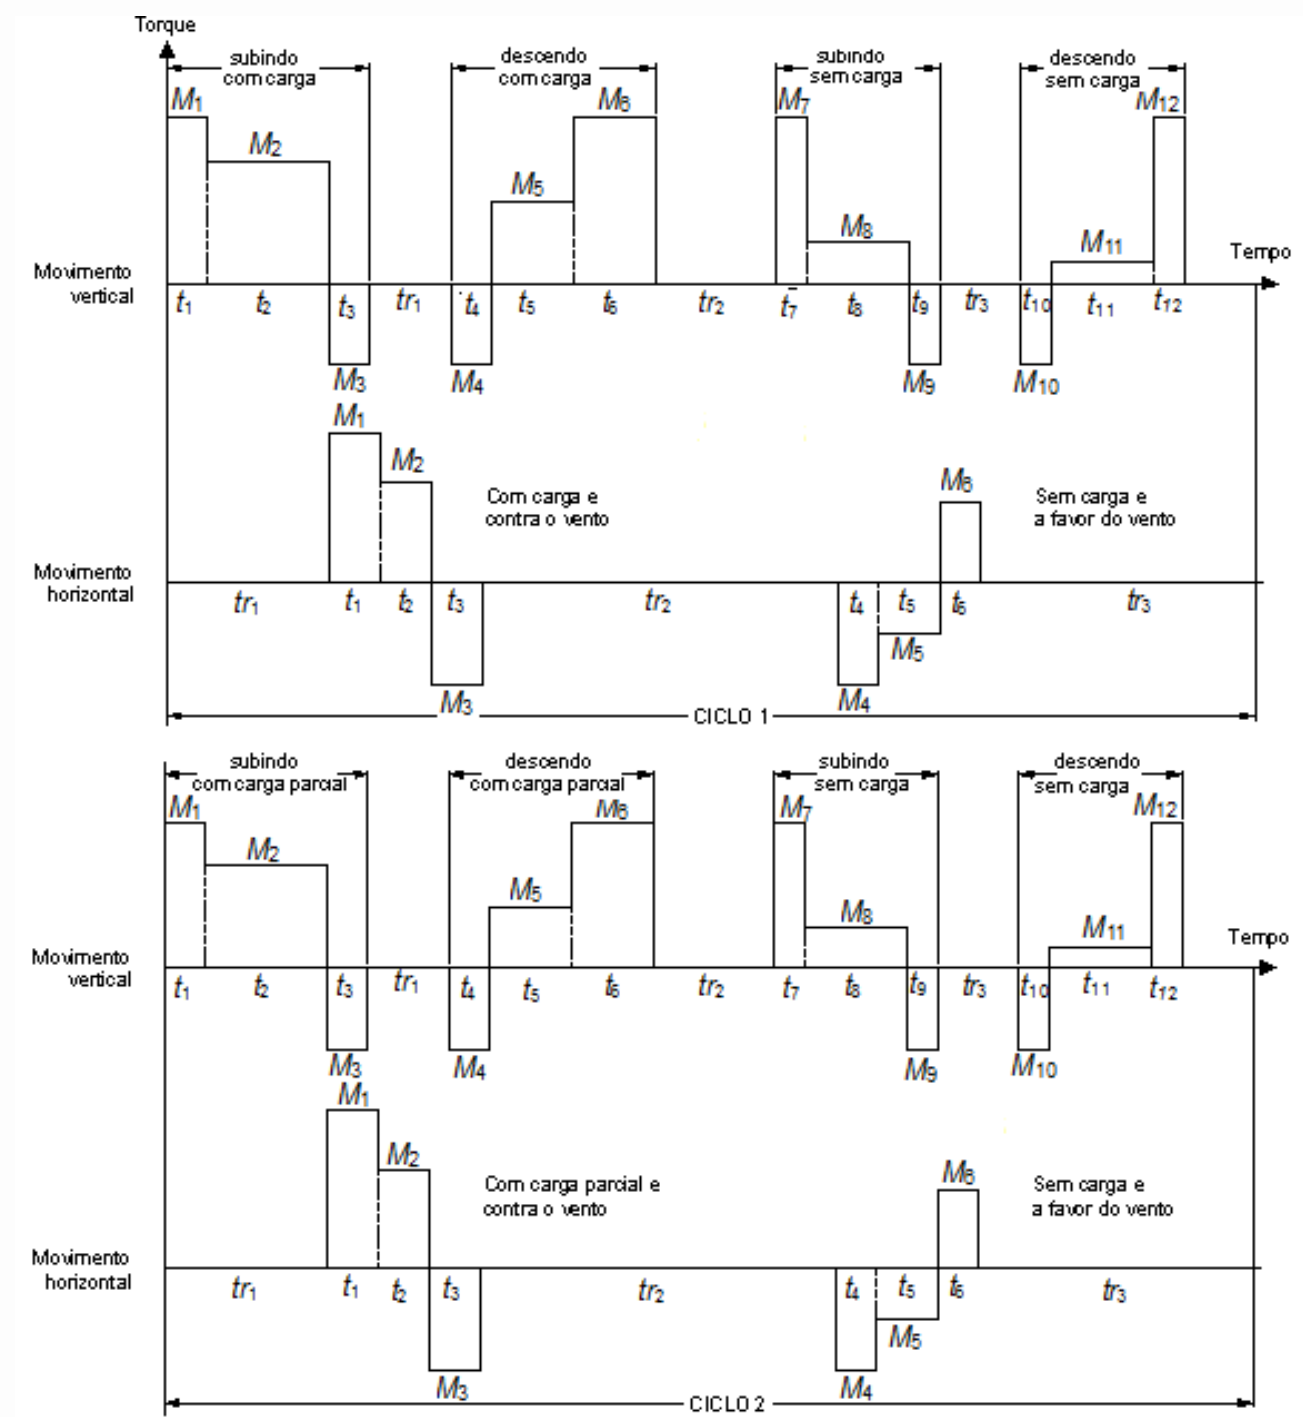 Torque
subindo
com carga
descendo
com carga
subindo
sem carga
descendo
sem carga
M1
M2
M5
M6
M7
M8
M11
M12
Tempo
Movimento
vertical
t1
t2
t3
tr1
t4
t5
t6
tr2
t7
t8
t9
tr3
t10
t11
t12
M3
M4
M9
M10
M1
M2
Com carga e
contra o vento
M6
Sem carga e
a favor do vento
Movimento
horizontal
tr1
t1
t2
t3
tr2
t4
t5
t6
tr3
M3
M4
M5
CICLO 1
subindo
com carga parcial
descendo
com carga parcial
subindo
sem carga
descendo
sem carga
M1
M2
M5
M6
M7
M8
M11
M12
Tempo
Movimento
vertical
t1
t2
t3
tr1
t4
t5
t6
tr2
t7
t8
t9
tr3
t10
t11
t12
M3
M4
M9
M10
M1
M2
Com carga parcial e
contra o vento
M6
Sem carga e
a favor do vento
Movimento
horizontal
tr1
t1
t2
t3
tr2
t4
t5
t6
tr3
M3
M4
M5
CICLO 2